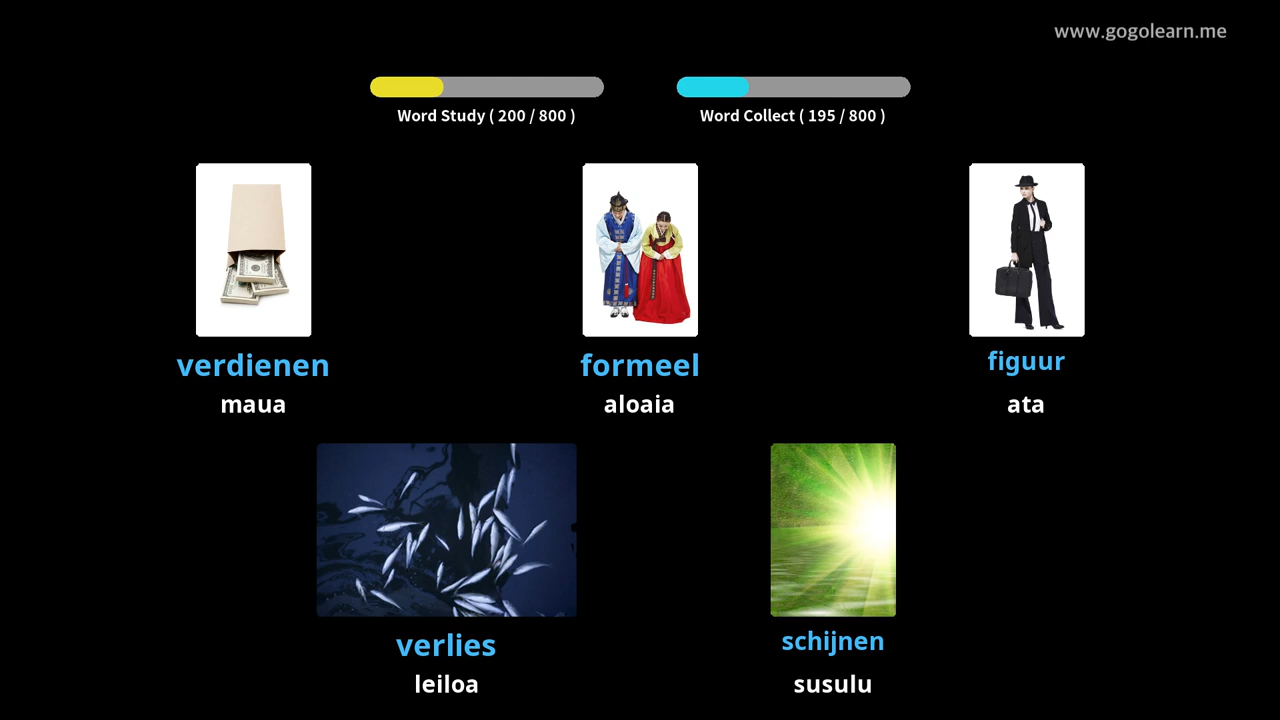 www.gogolearn.me
Word Study ( 200 / 800 )
Word Collect ( 195 / 800 )
verdienen
maua
formeel
aloaia
figuur
ata
verlies
leiloa
schijnen
susulu